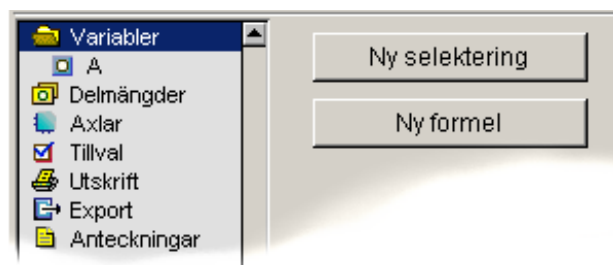 Variabler
A
Delmängder
Axlar
Tillval
Utskrift
Export
Anteckningar
Ny selektering
Ny formel